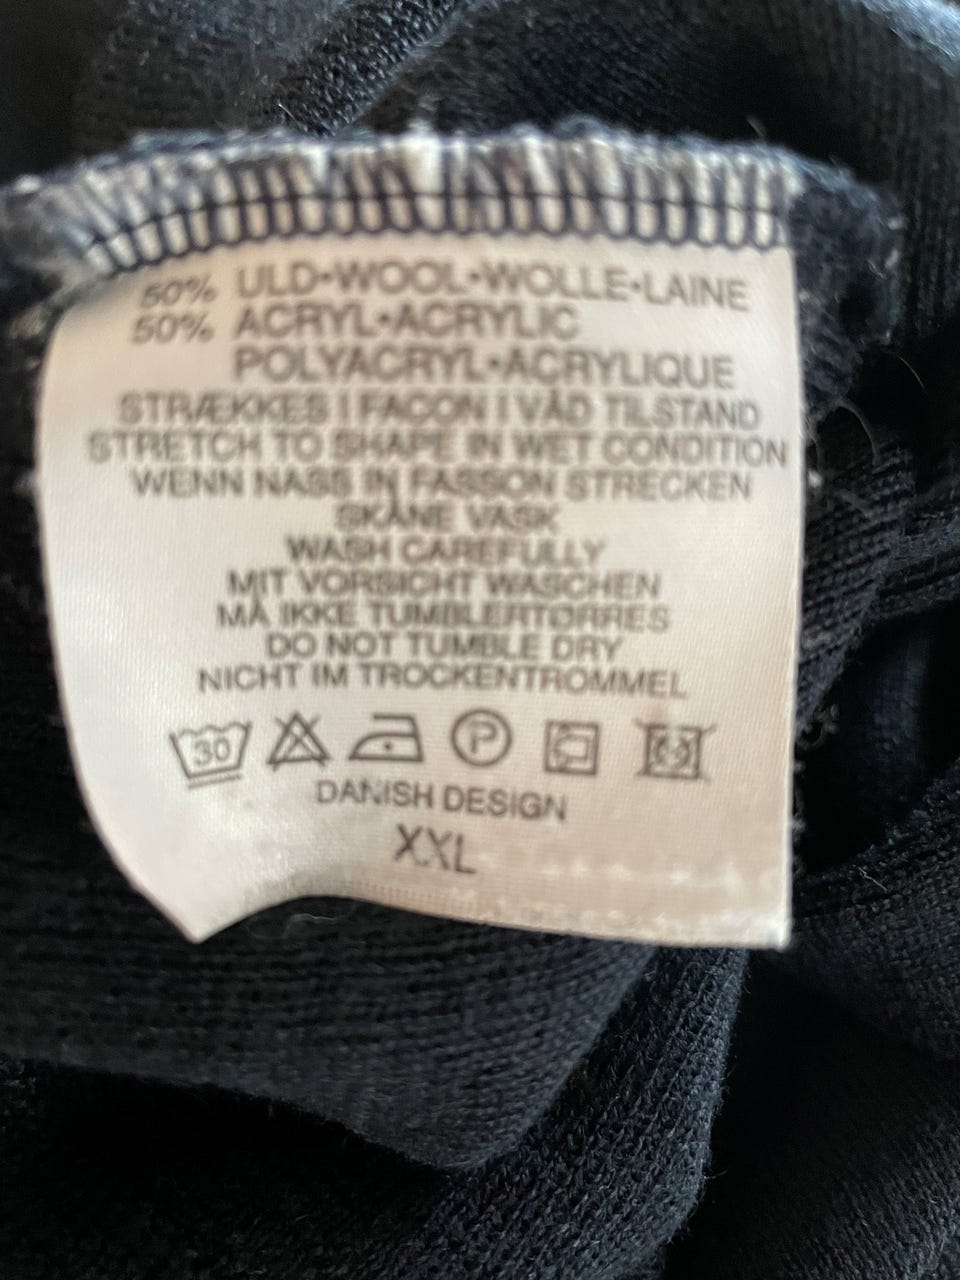 50% ULD•WOOL•WOLLE•LAINE
50% ACRYL•ACRYLIC
POLYACRYL•ACRYLIQUE
STRÆKKES I FACON I VÅD TILSTAND
STRETCH TO SHAPE IN WET CONDITION
WENN NASS IN FASSON STRECKEN
SKÅNE VASK
WASH CAREFULLY
MIT VORSICHT WASCHEN
MÅ IKKE TUMBLERTØRRES
DO NOT TUMBLE DRY
NICHT IM TROCKENTROMMEL
30 P
DANISH DESIGN
XXL